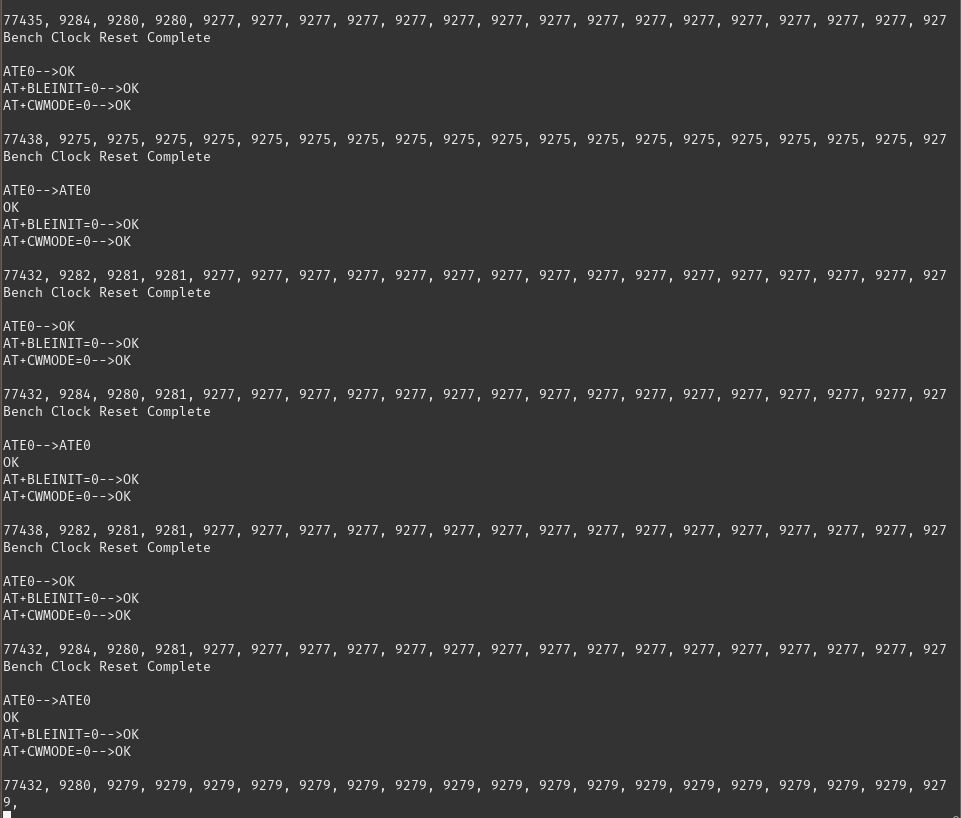 77435, 9284, 9280, 9280, 9277, 9277, 9277, 9277, 9277, 9277, 9277, 9277, 9277, 9277, 9277, 9277, 9277, 9277, 9277, 927
Bench Clock Reset Complete
ATE0-->OK
AT+BLEINIT=0-->OK
AT+CWMODE=0-->OK
77438, 9275, 9275, 9275, 9275, 9275, 9275, 9275, 9275, 9275, 9275, 9275, 9275, 9275, 9275, 9275, 9275, 9275, 9275, 927
Bench Clock Reset Complete
ATE0-->ATE0
OK
AT+BLEINIT=0-->OK
AT+CWMODE=0-->OK
77432, 9282, 9281, 9281, 9277, 9277, 9277, 9277, 9277, 9277, 9277, 9277, 9277, 9277, 9277, 9277, 9277, 9277, 9277, 927
Bench Clock Reset Complete
ATE0-->OK
AT+BLEINIT=0-->OK
AT+CWMODE=0-->OK
77432, 9284, 9280, 9281, 9277, 9277, 9277, 9277, 9277, 9277, 9277, 9277, 9277, 9277, 9277, 9277, 9277, 9277, 9277, 927
Bench Clock Reset Complete
ATE0-->ATE0
OK
AT+BLEINIT=0-->OK
AT+CWMODE=0-->OK
77438, 9282, 9281, 9281, 9277, 9277, 9277, 9277, 9277, 9277, 9277, 9277, 9277, 9277, 9277, 9277, 9277, 9277, 9277, 927
Bench Clock Reset Complete
ATE0-->OK
AT+BLEINIT=0-->OK
AT+CWMODE=0-->OK
77432, 9284, 9280, 9281, 9277, 9277, 9277, 9277, 9277, 9277, 9277, 9277, 9277, 9277, 9277, 9277, 9277, 9277, 9277, 927
Bench Clock Reset Complete
ATE0-->ATE0
OK
AT+BLEINIT=0-->OK
AT+CWMODE=0-->OK
77432, 9280, 9279, 9279, 9279, 9279, 9279, 9279, 9279, 9279, 9279, 9279, 9279, 9279, 9279, 9279, 9279, 9279, 9279, 927
9,